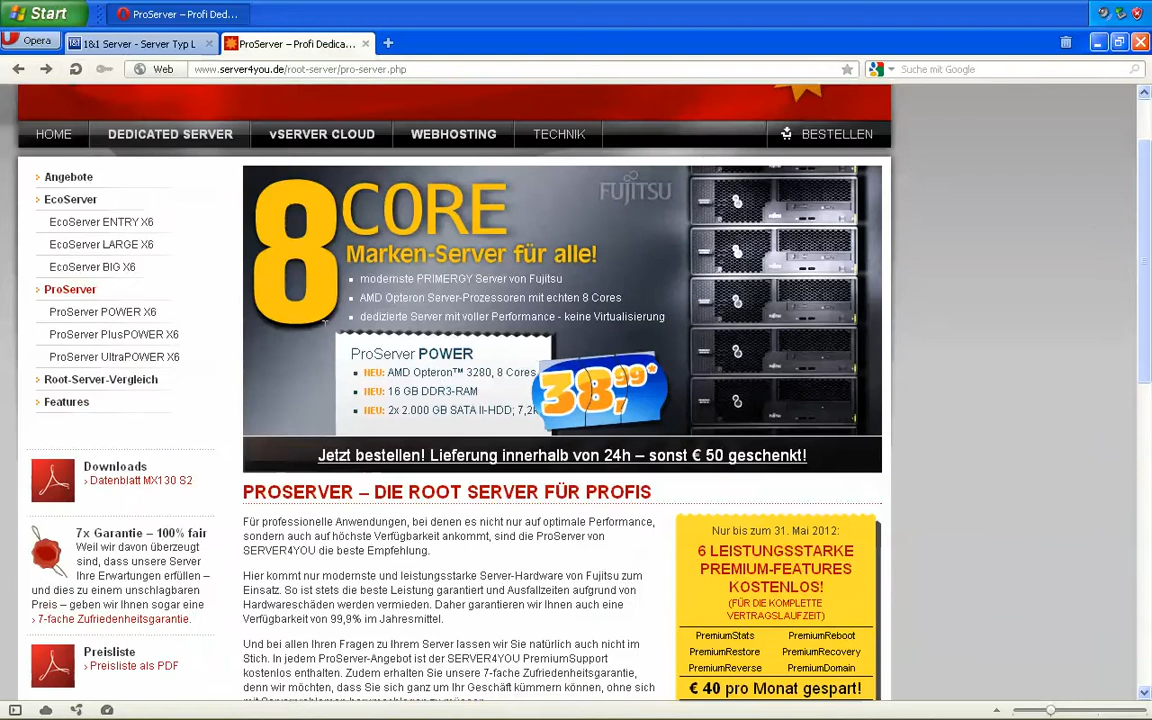 Start
ProServer – Profi Ded...
Opera
1&1 Server - Server Typ L
ProServer – Profi Dedica...
Web
www.server4you.de/root-server/pro-server.php
Suche mit Google
HOME
DEDICATED SERVER
vSERVER CLOUD
WEBHOSTING
TECHNIK
BESTELLEN
Angebote
EcoServer
EcoServer ENTRY X6
EcoServer LARGE X6
EcoServer BIG X6
ProServer
ProServer POWER X6
ProServer PlusPOWER X6
ProServer UltraPOWER X6
Root-Server-Vergleich
Features
Downloads
› Datenblatt MX130 S2
7x Garantie – 100% fair
Weil wir davon überzeugt
sind, dass unsere Server
Ihre Erwartungen erfüllen –
und dies zu einem unschlagbaren
Preis – geben wir Ihnen sogar eine
› 7-fache Zufriedenheitsgarantie.
Preisliste
› Preisliste als PDF
8 CORE
FUJITSU
Marken-Server für alle!
modernste PRIMERGY Server von Fujitsu
AMD Opteron Server-Prozessoren mit echten 8 Cores
dedizierte Server mit voller Performance - keine Virtualisierung
ProServer POWER
NEU: AMD Opteron™ 3280, 8 Cores
NEU: 16 GB DDR3-RAM
NEU: 2x 2.000 GB SATA II-HDD; 7,2
38,99*
Jetzt bestellen! Lieferung innerhalb von 24h – sonst € 50 geschenkt!
PROSERVER – DIE ROOT SERVER FÜR PROFIS
Für professionelle Anwendungen, bei denen es nicht nur auf optimale Performance,
sondern auch auf höchste Verfügbarkeit ankommt, sind die ProServer von
SERVER4YOU die beste Empfehlung.
Hier kommt nur modernste und leistungsstarke Server-Hardware von Fujitsu zum
Einsatz. So ist stets die beste Leistung garantiert und Ausfallzeiten aufgrund von
Hardwareschäden werden vermieden. Daher garantieren wir Ihnen auch eine
Verfügbarkeit von 99,9% im Jahresmittel.
Und bei allen Ihren Fragen zu Ihrem Server lassen wir Sie natürlich auch nicht im
Stich. In jedem ProServer-Angebot ist der SERVER4YOU PremiumSupport
kostenlos enthalten. Zudem erhalten Sie unsere 7-fache Zufriedenheitsgarantie,
denn wir möchten, dass Sie sich ganz um Ihr Geschäft kümmern können, ohne sich
Nur bis zum 31. Mai 2012:
6 LEISTUNGSSTARKE
PREMIUM-FEATURES
KOSTENLOS!
(FÜR DIE KOMPLETTE
VERTRAGSLAUFZEIT)
PremiumStats PremiumReboot
PremiumRestore PremiumRecovery
PremiumReverse PremiumDomain
€ 40 pro Monat gespart!